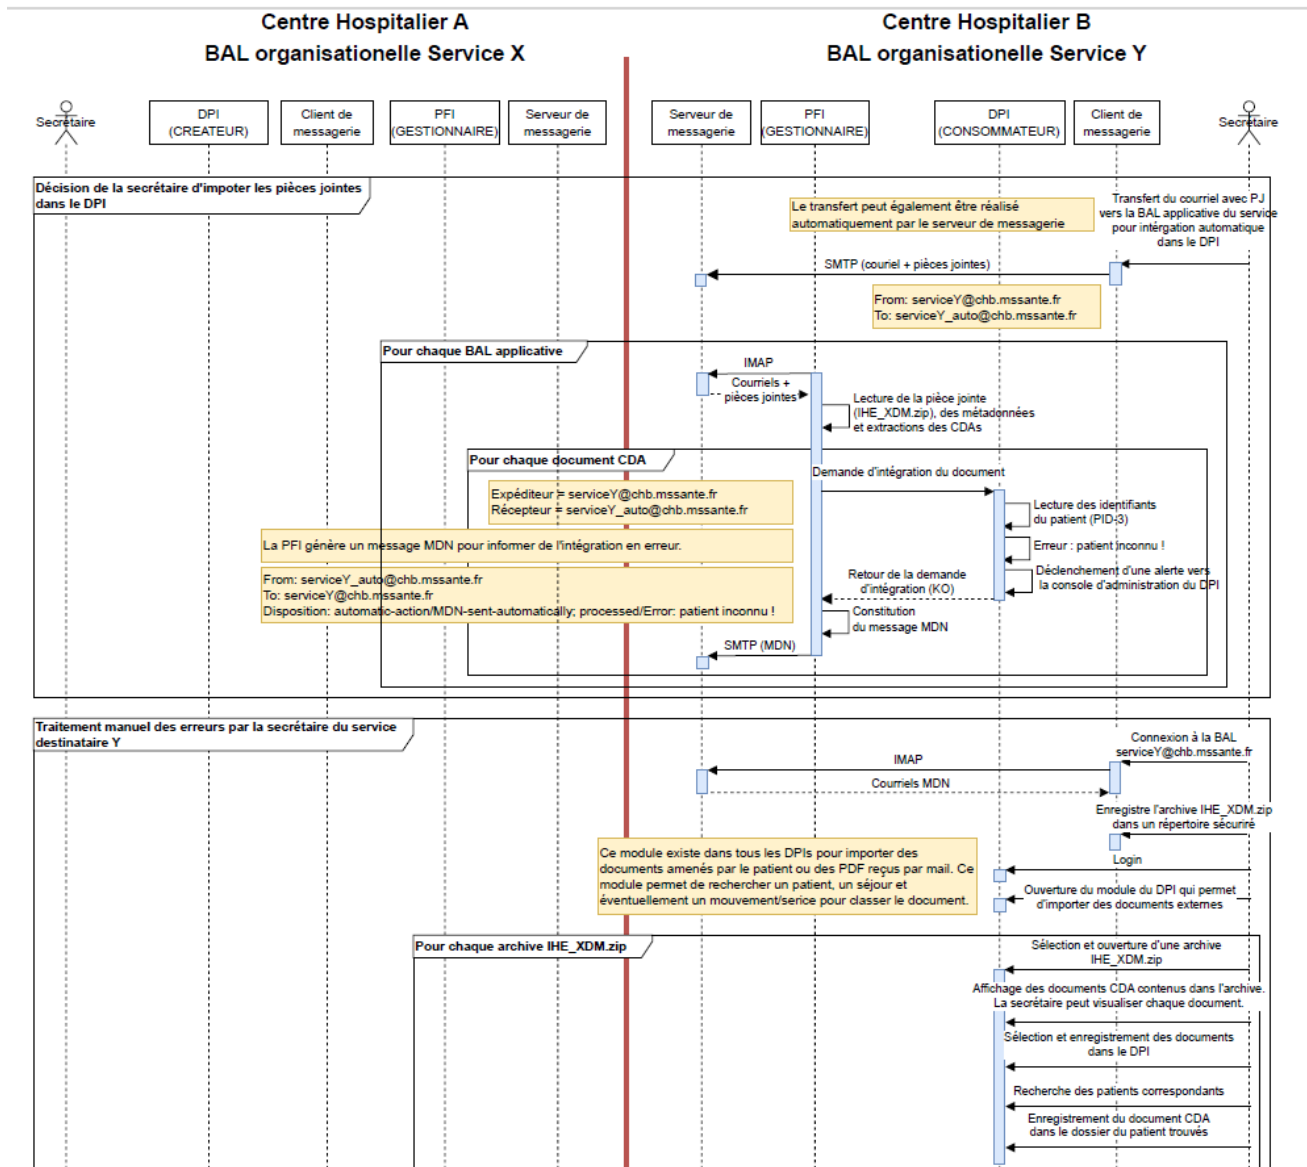 Centre Hospitalier A
BAL organisationelle Service X
Centre Hospitalier B
BAL organisationelle Service Y
Secrétaire
DPI
(CREATEUR)
Client de
messagerie
PFI
(GESTIONNAIRE)
Serveur de
messagerie
Serveur de
messagerie
PFI
(GESTIONNAIRE)
DPI
(CONSOMMATEUR)
Client de
messagerie
Secrétaire
Décision de la secrétaire d'impoter les pièces jointes
dans le DPI
Le transfert peut également être réalisé
automatiquement par le serveur de messagerie
Transfert du courriel avec PJ
vers la BAL applicative du service
pour intérgation automatique
dans le DPI
SMTP (couriel + pièces jointes)
From: serviceY@chb.mssante.fr
To: serviceY_auto@chb.mssante.fr
Pour chaque BAL applicative
IMAP
Courriels +
pièces jointes
Lecture de la pièce jointe
(IHE_XDM.zip), des métadonnées
et extractions des CDAs
Pour chaque document CDA
Demande d'intégration du document
Expéditeur = serviceY@chb.mssante.fr
Récepteur = serviceY_auto@chb.mssante.fr
Lecture des identifiants
du patient (PID-3)
La PFI génère un message MDN pour informer de l'intégration en erreur.
Erreur : patient inconnu !
From: serviceY_auto@chb.mssante.fr
To: serviceY@chb.mssante.fr
Disposition: automatic-action/MDN-sent-automatically; processed/Error: patient inconnu !
Déclenchement d'une alerte vers
la console d'administration du DPI
Retour de la demande
d'intégration (KO)
Constitution
du message MDN
SMTP (MDN)
Traitement manuel des erreurs par la secrétaire du service
destinataire Y
Connexion à la BAL
serviceY@chb.mssante.fr
IMAP
Courriels MDN
Enregistre l'archive IHE_XDM.zip
dans un répertoire sécuriré
Ce module existe dans tous les DPIs pour importer des
documents amenés par le patient ou des PDF reçus par mail. Ce
module permet de rechercher un patient, un séjour et
éventuellement un mouvement/serice pour classer le document.
Login
Ouverture du module du DPI qui permet
d'importer des documents externes
Pour chaque archive IHE_XDM.zip
Sélection et ouverture d'une archive
IHE_XDM.zip
Affichage des documents CDA contenus dans l'archive.
La secrétaire peut visualiser chaque document.
Sélection et enregistrement des documents
dans le DPI
Recherche des patients correspondants
Enregistrement du document CDA
dans le dossier du patient trouvés